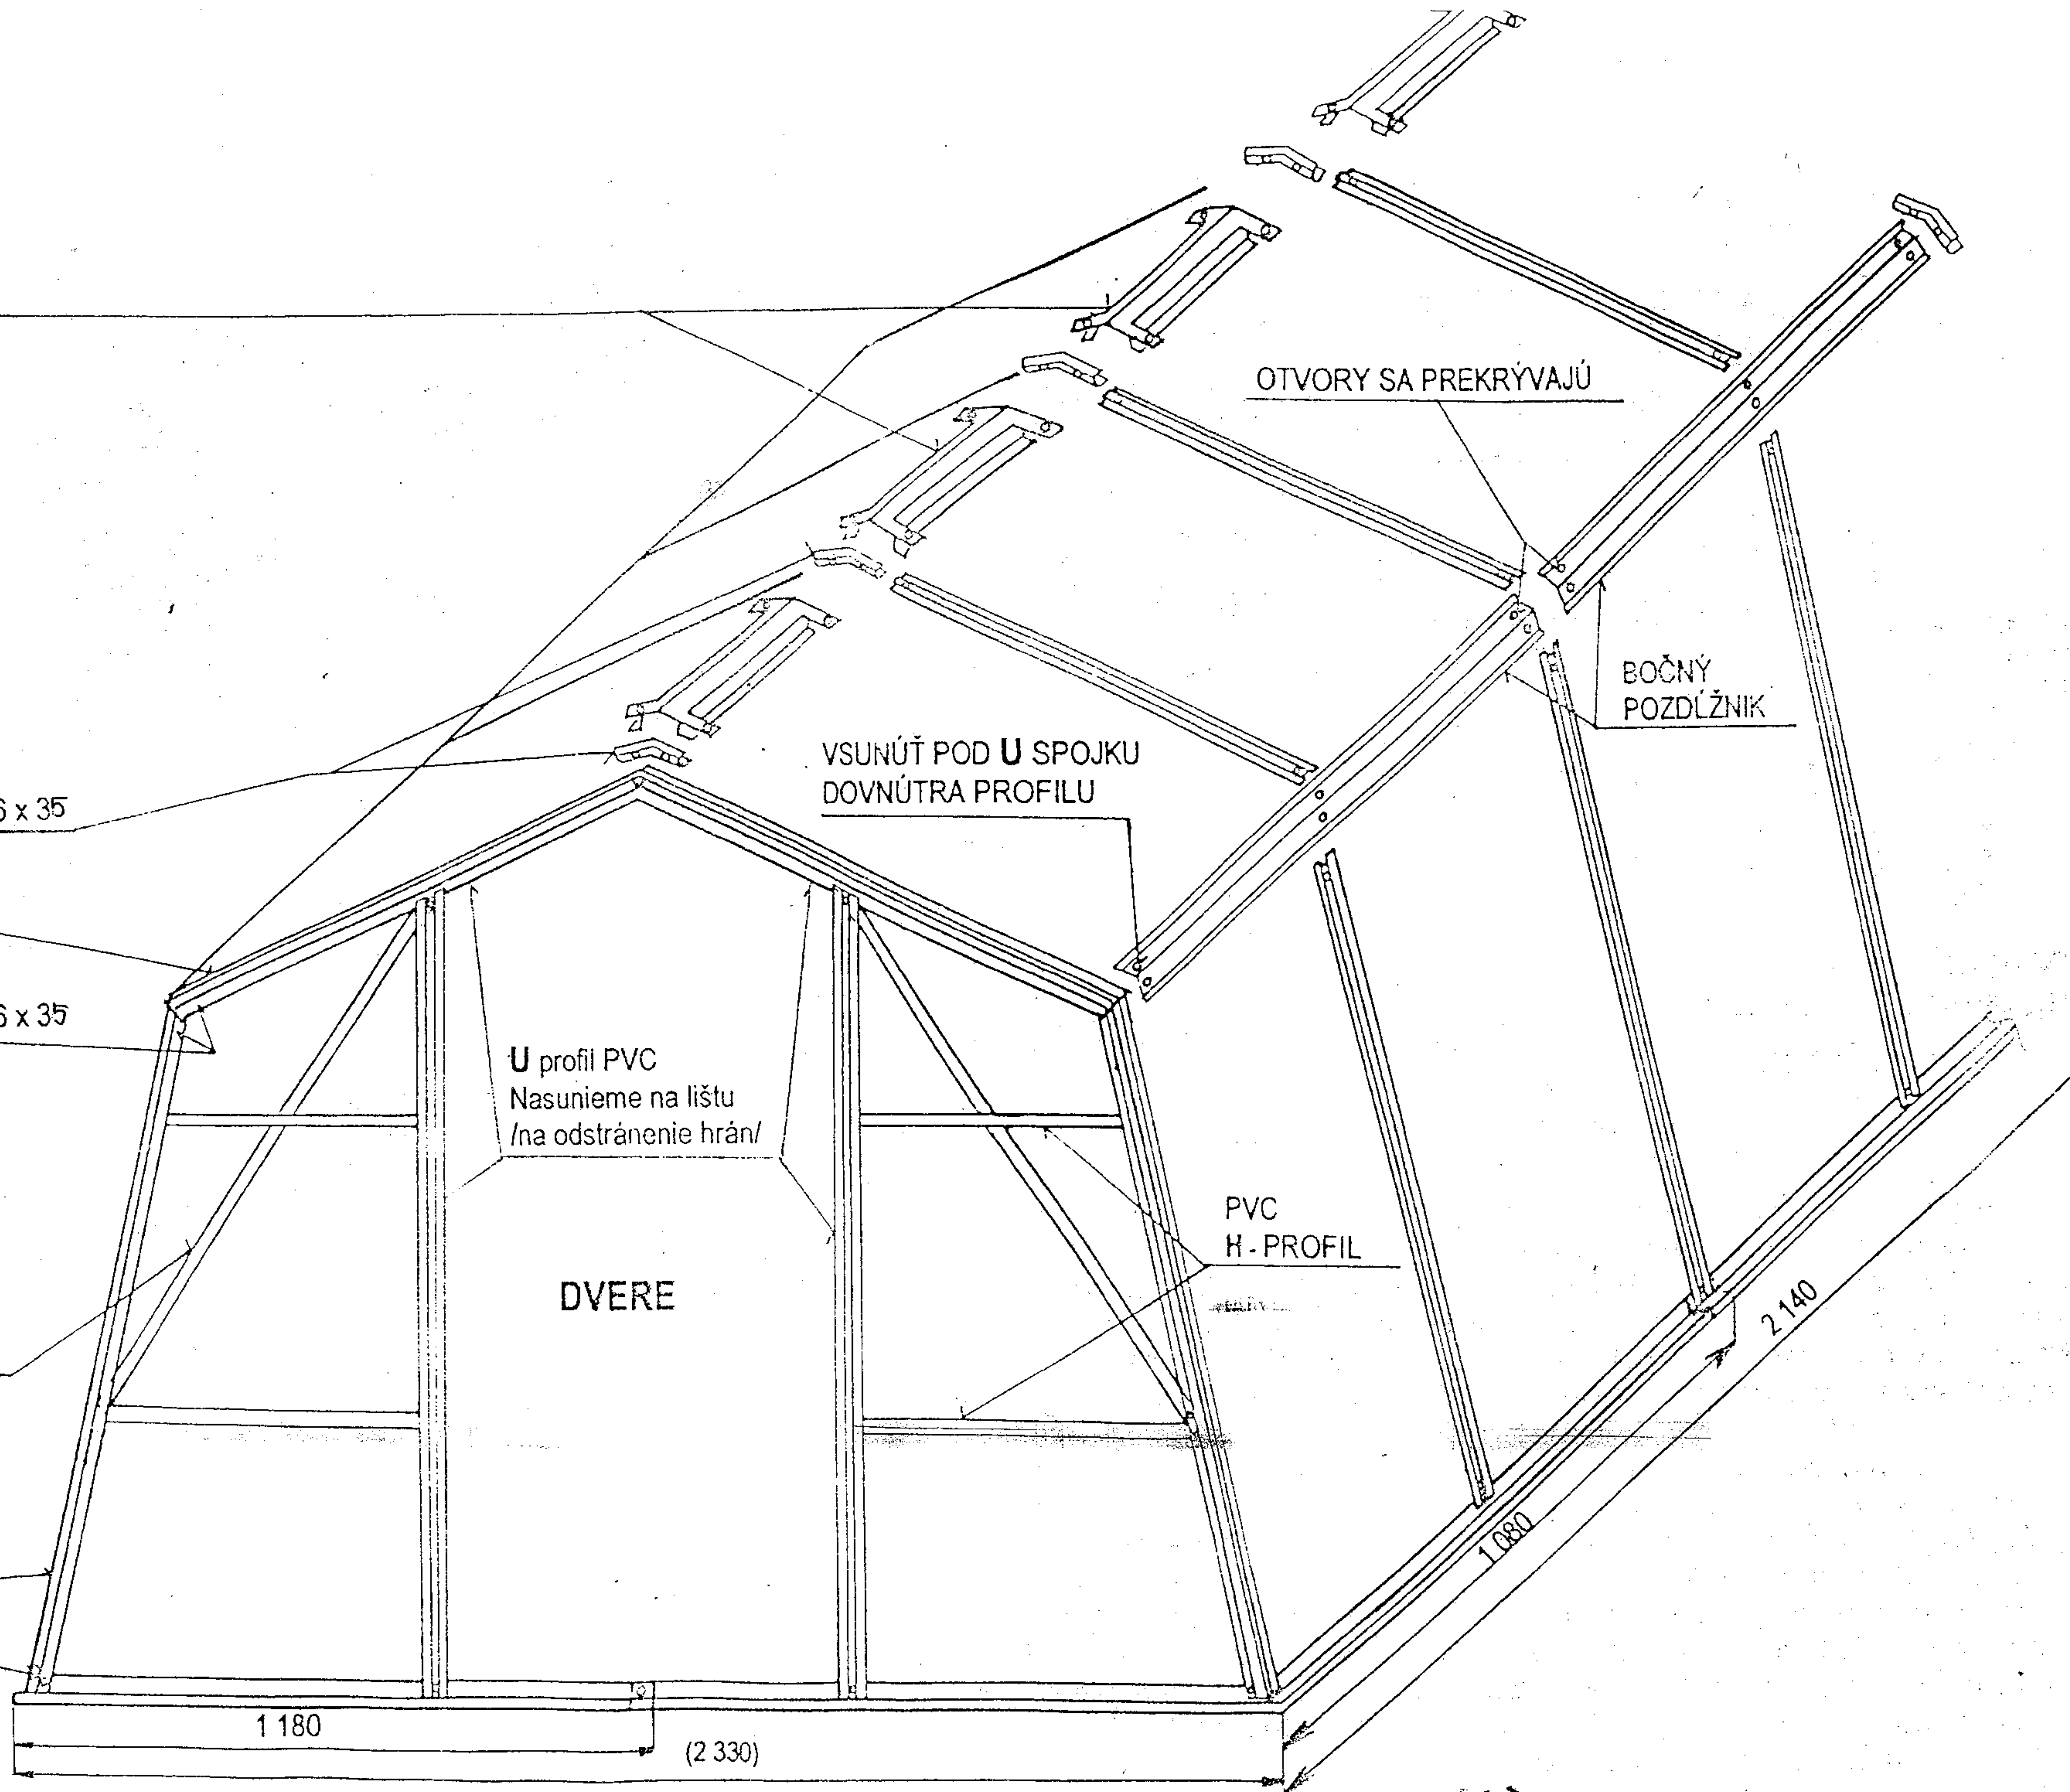 OTVORY SA PREKRÝVAJÚ
BOČNÝ
POZDĹŽNIK
VSUNÚŤ POD U SPOJKU
DOVNÚTRA PROFILU
6 x 35
6 x 35
U profil PVC
Nasunieme na lištu
/na odstránenie hrán/
PVC
H - PROFIL
DVERE
2 140
1 080
1 180
(2 330)